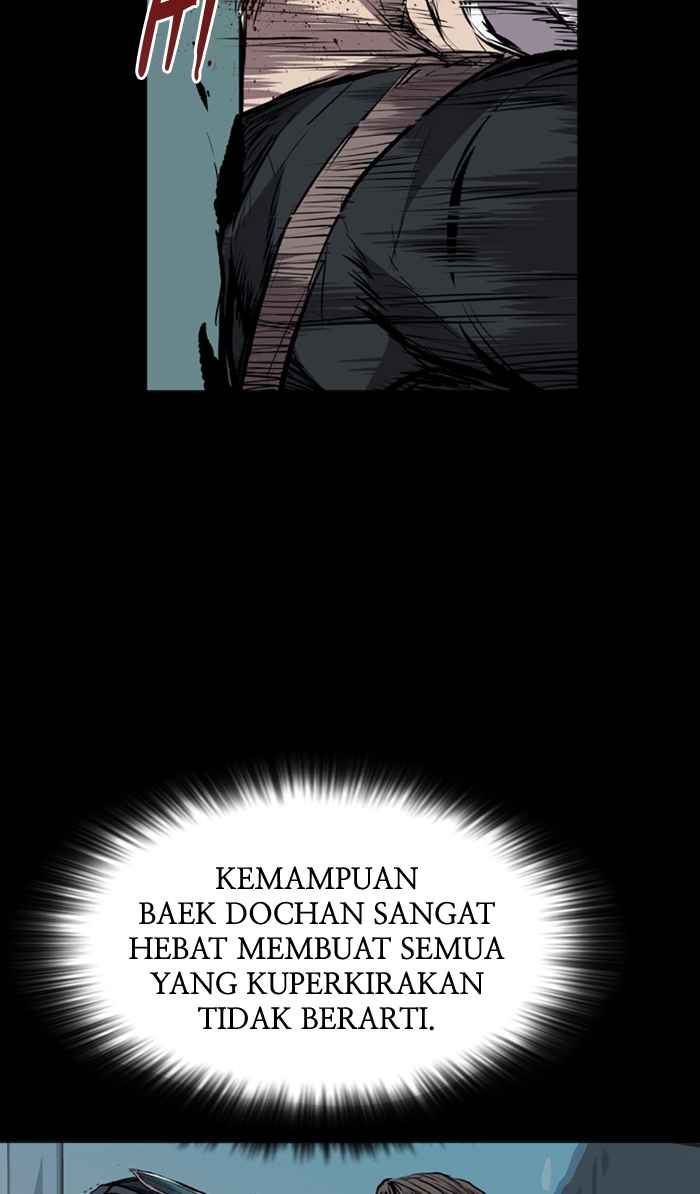 KEMAMPUAN
BAEK DOCHAN SANGAT
HEBAT MEMBUAT SEMUA
YANG KUPERKIRAKAN
TIDAK BERARTI.